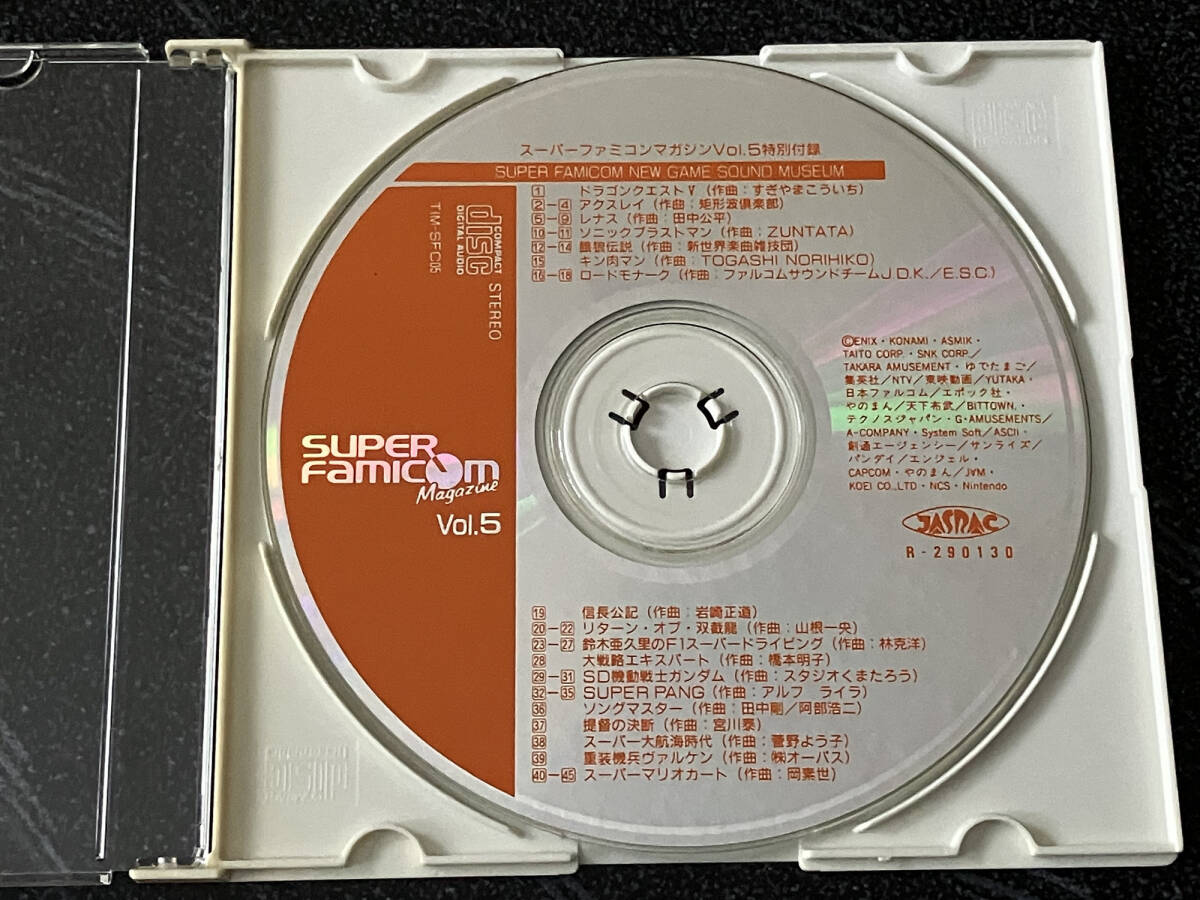 スーパーファミコンマガジンVol.5特別付録
SUPER FAMICOM NEW GAME SOUND MUSEUM
1 ドラゴンクエストV（作曲：すぎやまこういち）
2－4 アクスレイ（作曲：矩形波倶楽部）
5－9 レナス（作曲：田中公平）
10－11 ソニックブラストマン（作曲：ZUNTATA）
12－14 餓狼伝説（作曲：新世界楽曲雑技団）
15 キン肉マン（作曲：TOGASHI NORIHIKO）
16－18 ロードモナーク（作曲：ファルコムサウンドチームJ.D.K.／E.S.C.）
COMPACT
disc
DIGITAL AUDIO
STEREO
TIM-SFC05
©ENIX・KONAMI・ASMIK・
TAITO CORP.・SNK CORP.／
TAKARA AMUSEMENT・ゆでたまご／
集英社／NTV／東映動画／YUTAKA・
日本ファルコム／エポック社・
やのまん／天下布武／BITTOWN.・
テクノスジャパン・G・AMUSEMENTS／
A-COMPANY・System Soft／ASCII・
創通エージェンシー／サンライズ／
バンダイ／エンジェル・
CAPCOM・やのまん／JVM・
KOEI CO.,LTD・NCS・Nintendo
JASRAC
R-290130
SUPER
Famicom
Magazine
Vol.5
19 信長公記（作曲：岩崎正道）
20－22 リターン・オブ・双截龍（作曲：山根一央）
23－27 鈴木亜久里のF1スーパードライビング（作曲：林克洋）
28 大戦略エキスパート（作曲：橋本明子）
29－31 SD機動戦士ガンダム（作曲：スタジオくまたろう）
32－35 SUPER PANG（作曲：アルフ ライラ）
36 ソングマスター（作曲：田中剛／阿部浩二）
37 提督の決断（作曲：宮川泰）
38 スーパー大航海時代（作曲：菅野よう子）
39 重装機兵ヴァルケン（作曲：㈱オーパス）
40－45 スーパーマリオカート（作曲：岡素世）